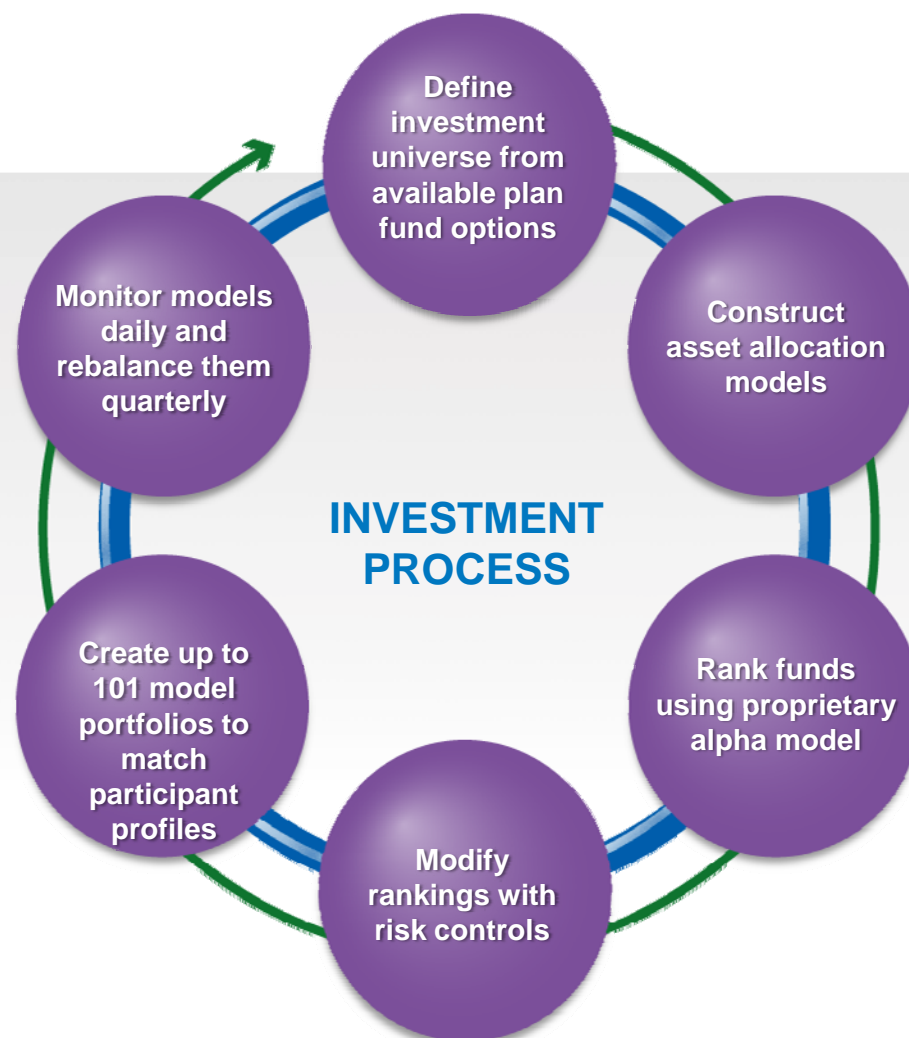 Define
investment
universe from
available plan
fund options
Construct
asset allocation
models
Rank funds
using proprietary
alpha model
Modify
rankings with
risk controls
Create up to
101 model
portfolios to
match
participant
profiles
Monitor models
daily and
rebalance them
quarterly
INVESTMENT
PROCESS